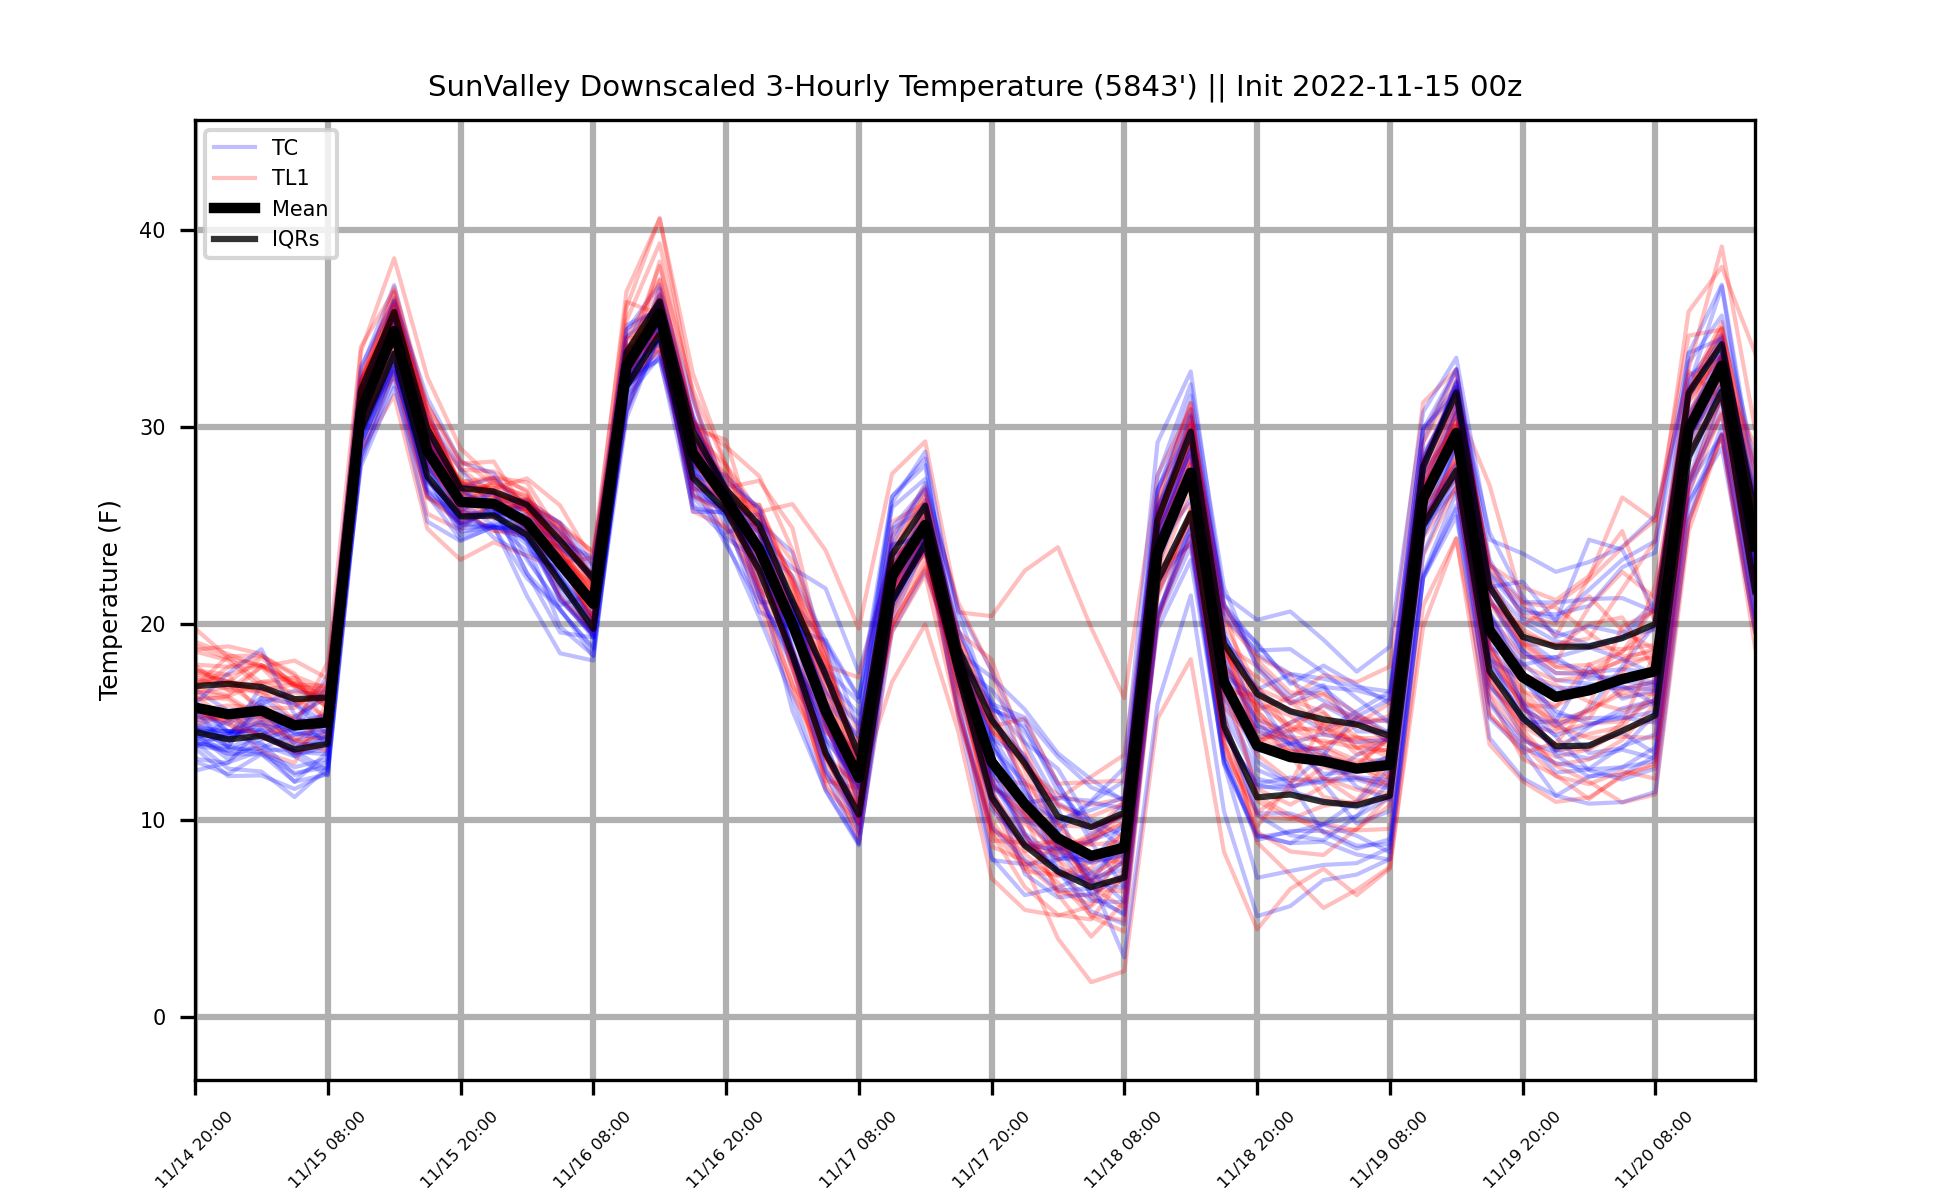 SunValley Downscaled 3-Hourly Temperature (5843') || Init 2022-11-15 00z
TC
TL1
Mean
IQRs
Temperature (F)
40
30
20
10
0
11/14 20:00
11/15 08:00
11/15 20:00
11/16 08:00
11/16 20:00
11/17 08:00
11/17 20:00
11/18 08:00
11/18 20:00
11/19 08:00
11/19 20:00
11/20 08:00